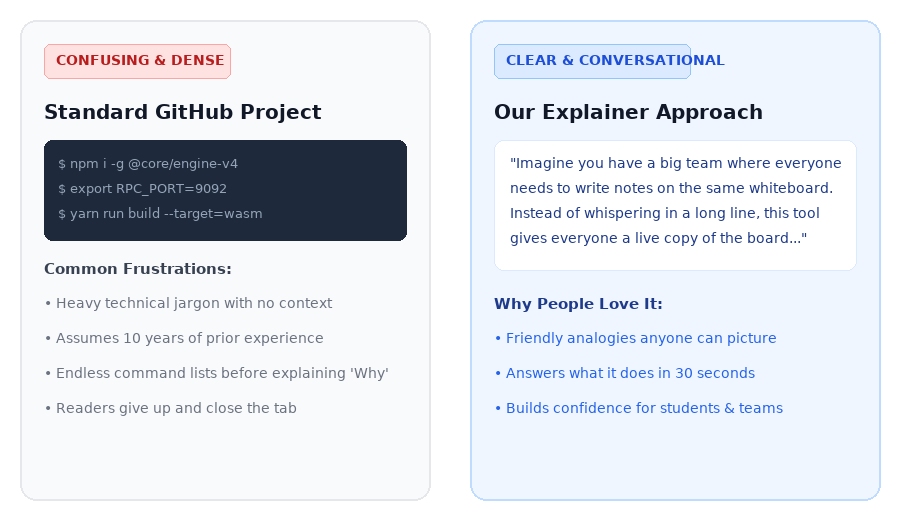 CONFUSING & DENSE
Standard GitHub Project
$ npm i -g @core/engine-v4
$ export RPC_PORT=9092
$ yarn run build --target=wasm
Common Frustrations:
• Heavy technical jargon with no context
• Assumes 10 years of prior experience
• Endless command lists before explaining 'Why'
• Readers give up and close the tab
CLEAR & CONVERSATIONAL
Our Explainer Approach
"Imagine you have a big team where everyone
needs to write notes on the same whiteboard.
Instead of whispering in a long line, this tool
gives everyone a live copy of the board..."
Why People Love It:
• Friendly analogies anyone can picture
• Answers what it does in 30 seconds
• Builds confidence for students & teams